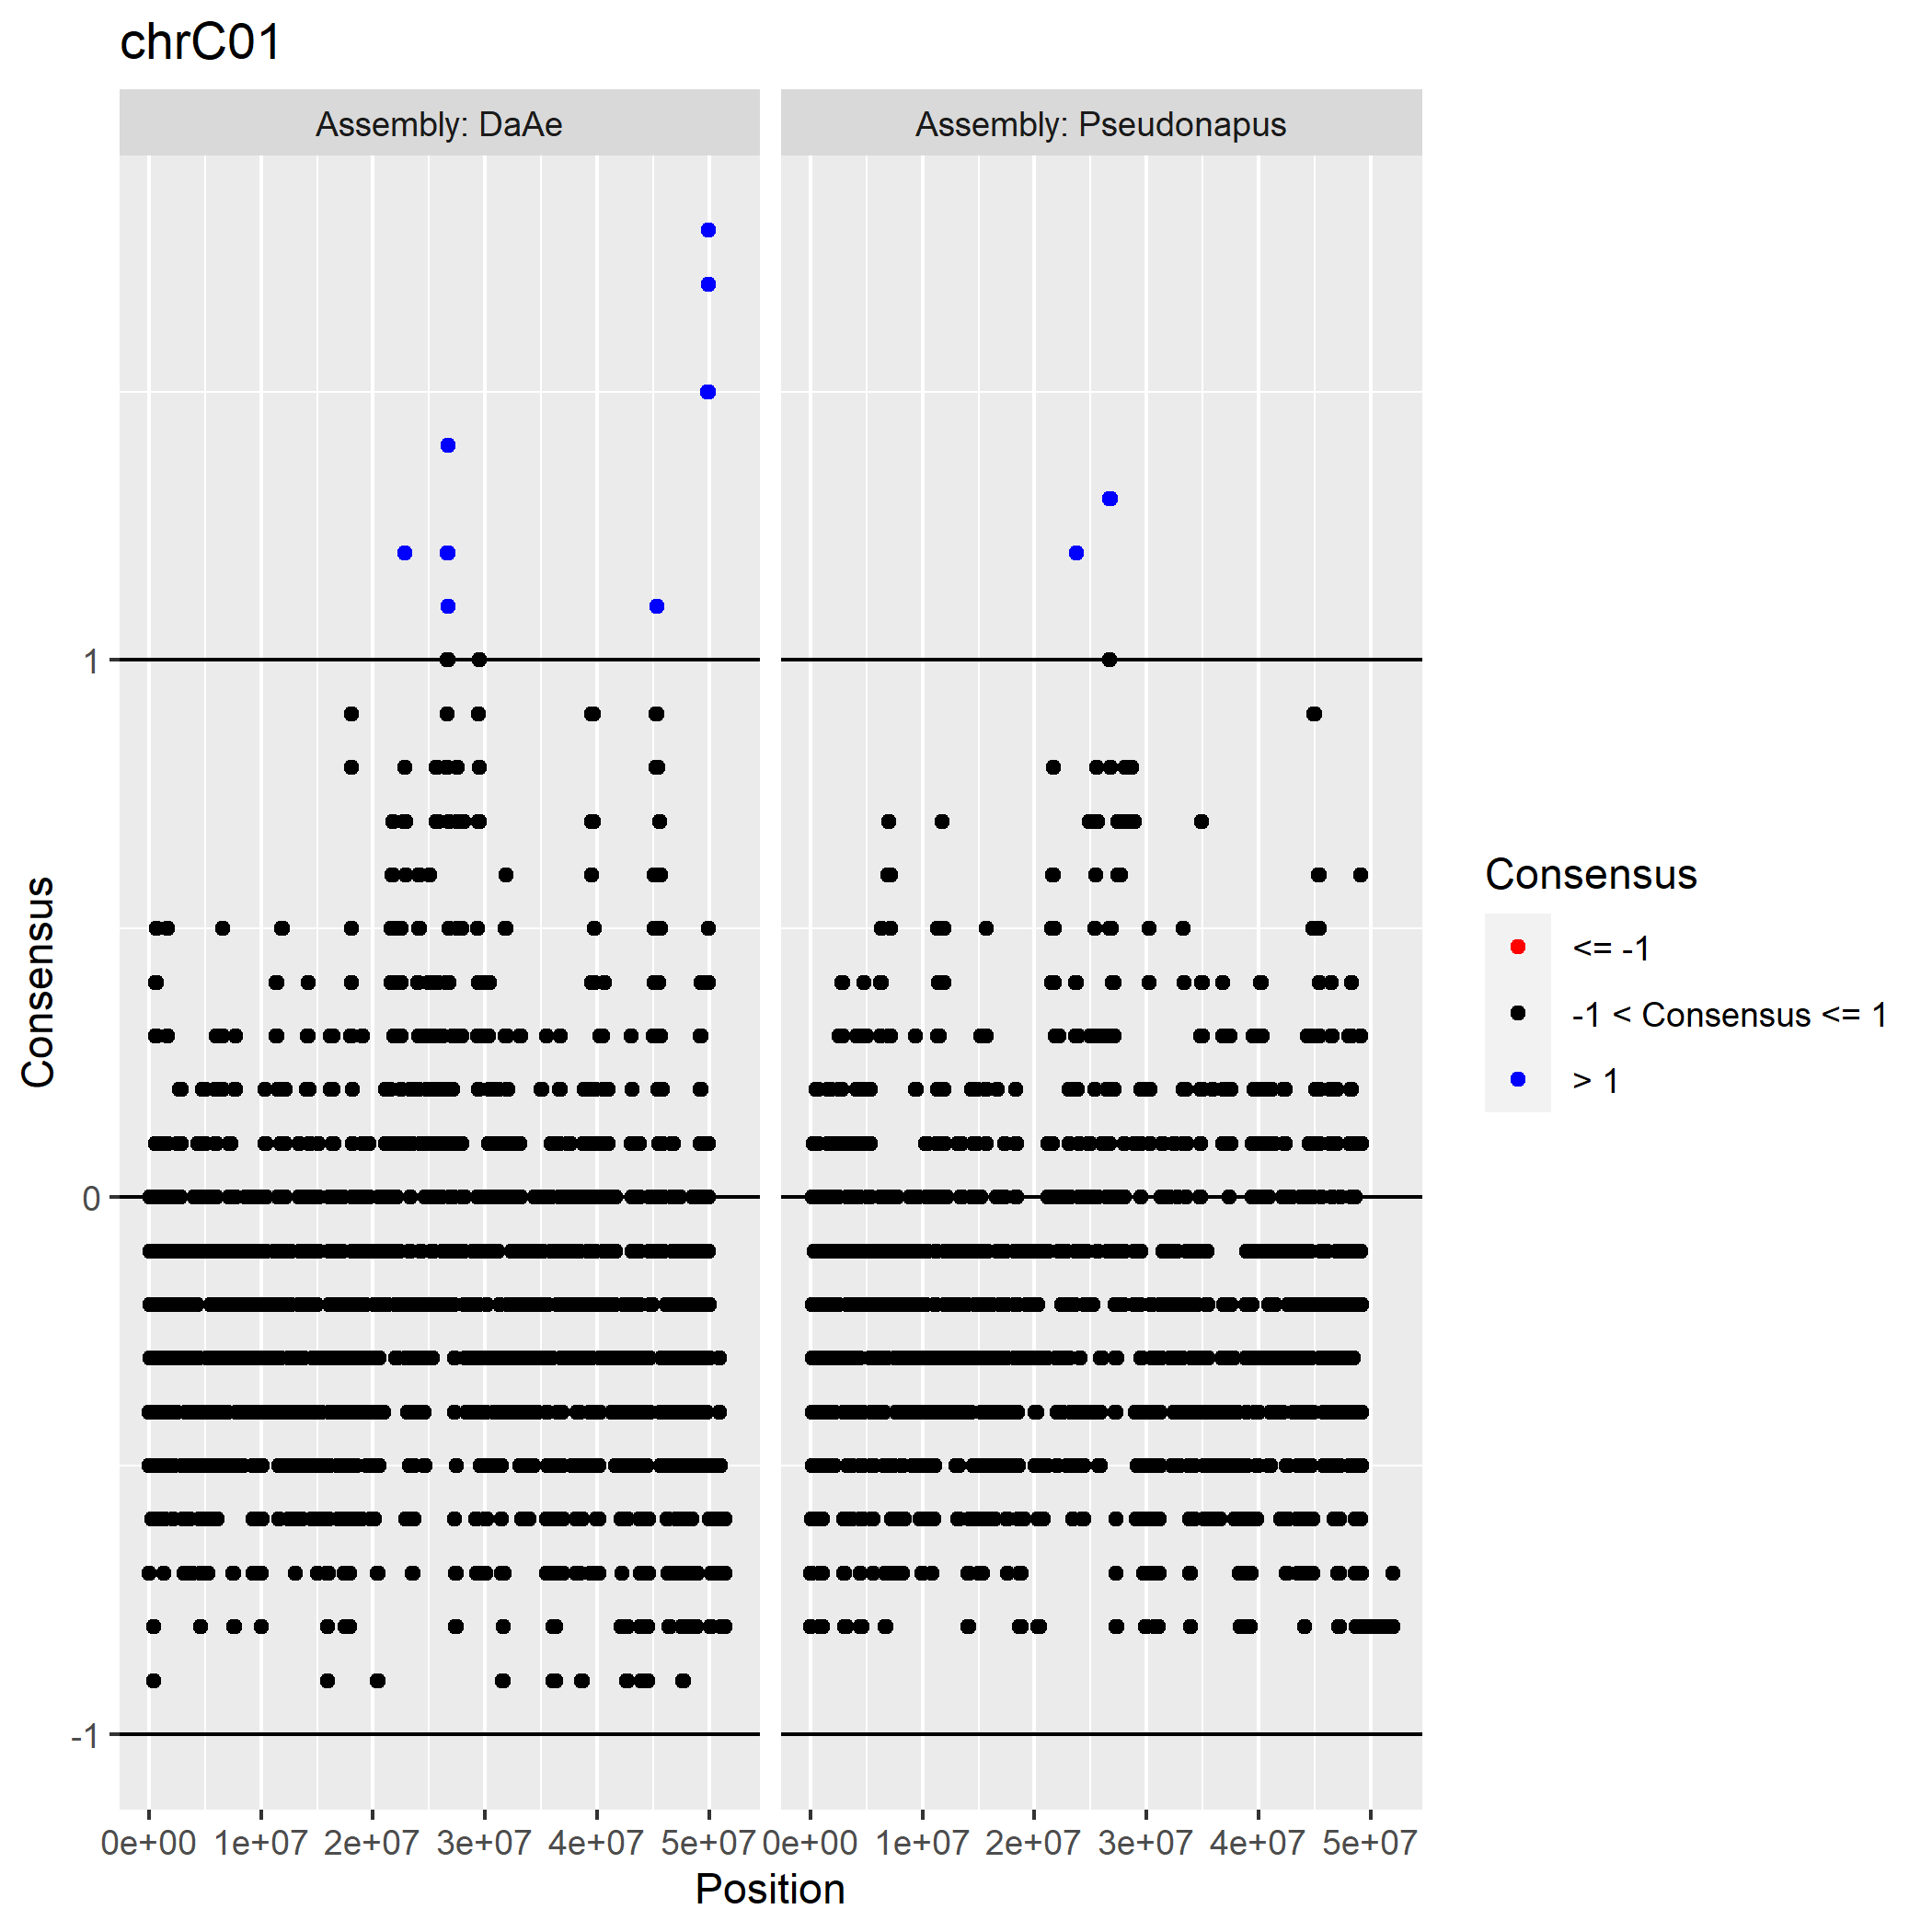 chrC01
Assembly: DaAe
Assembly: Pseudonapus
Consensus
1
0
-1
0e+00 1e+07 2e+07 3e+07 4e+07 5e+07 0e+00 1e+07 2e+07 3e+07 4e+07 5e+07
Position
Consensus
<= -1
-1 < Consensus <= 1
> 1